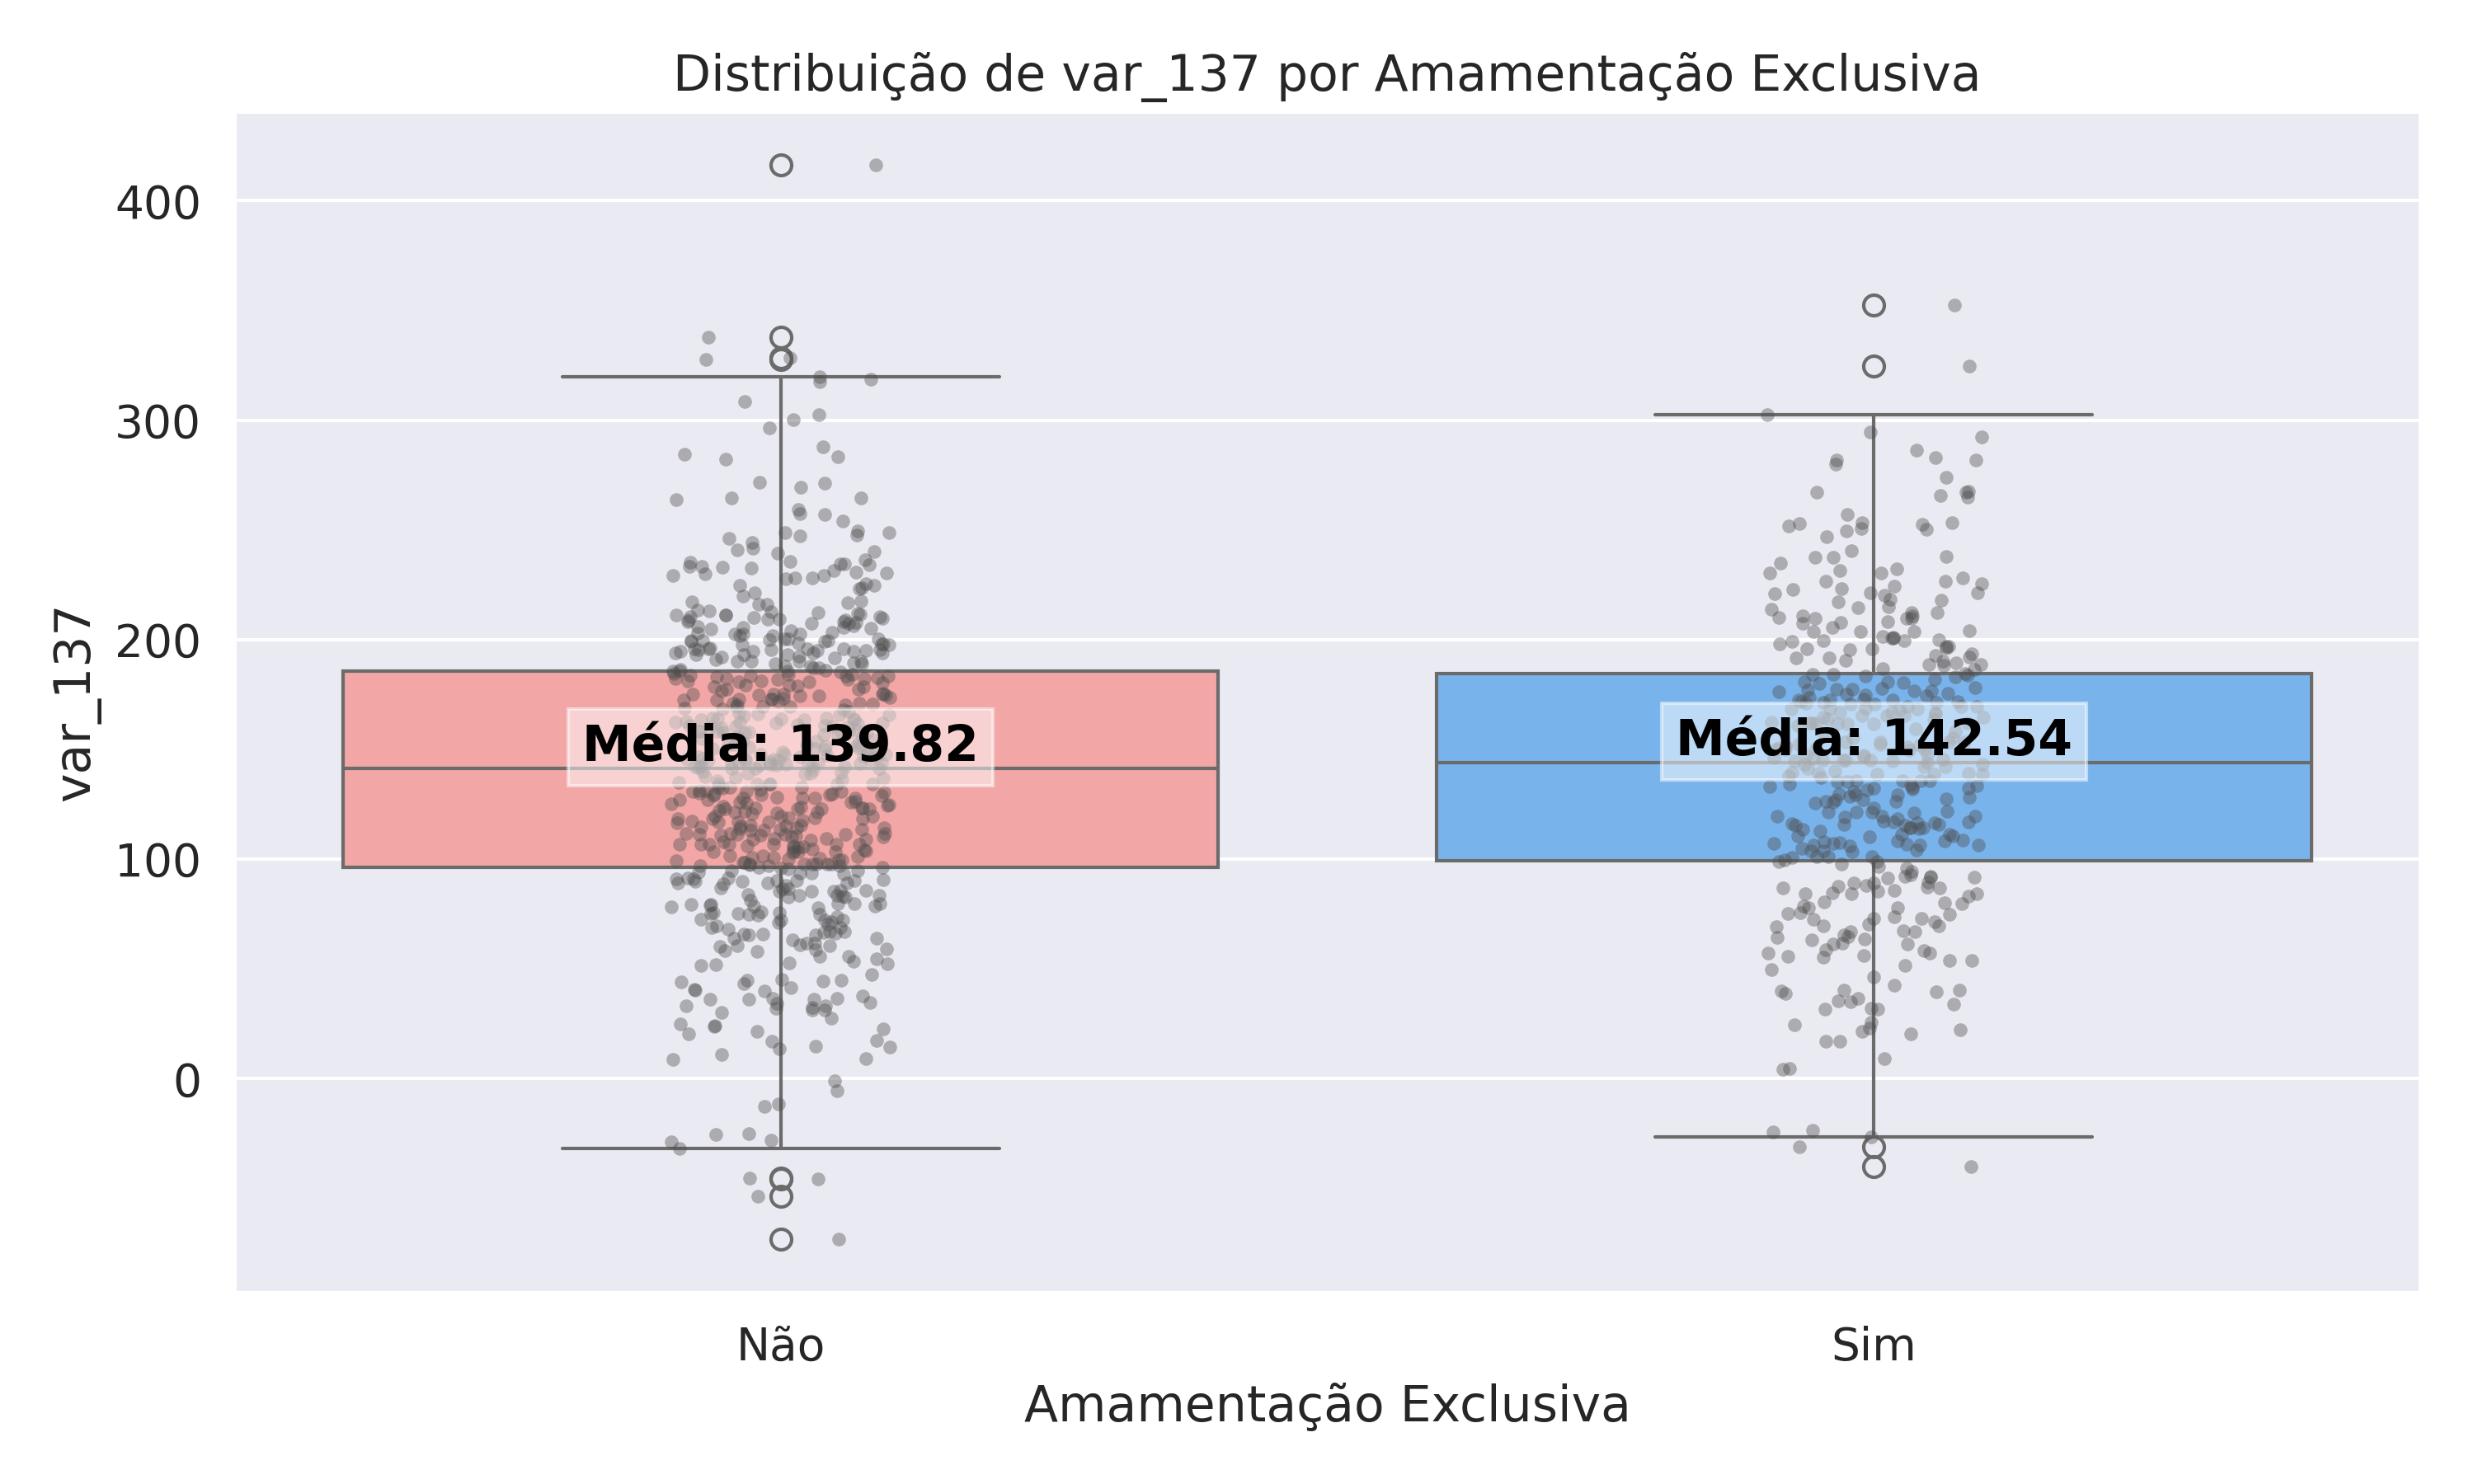 Distribuição de var_137 por Amamentação Exclusiva
400
300
200
100
0
var_137
Média: 139.82
Média: 142.54
Não
Sim
Amamentação Exclusiva